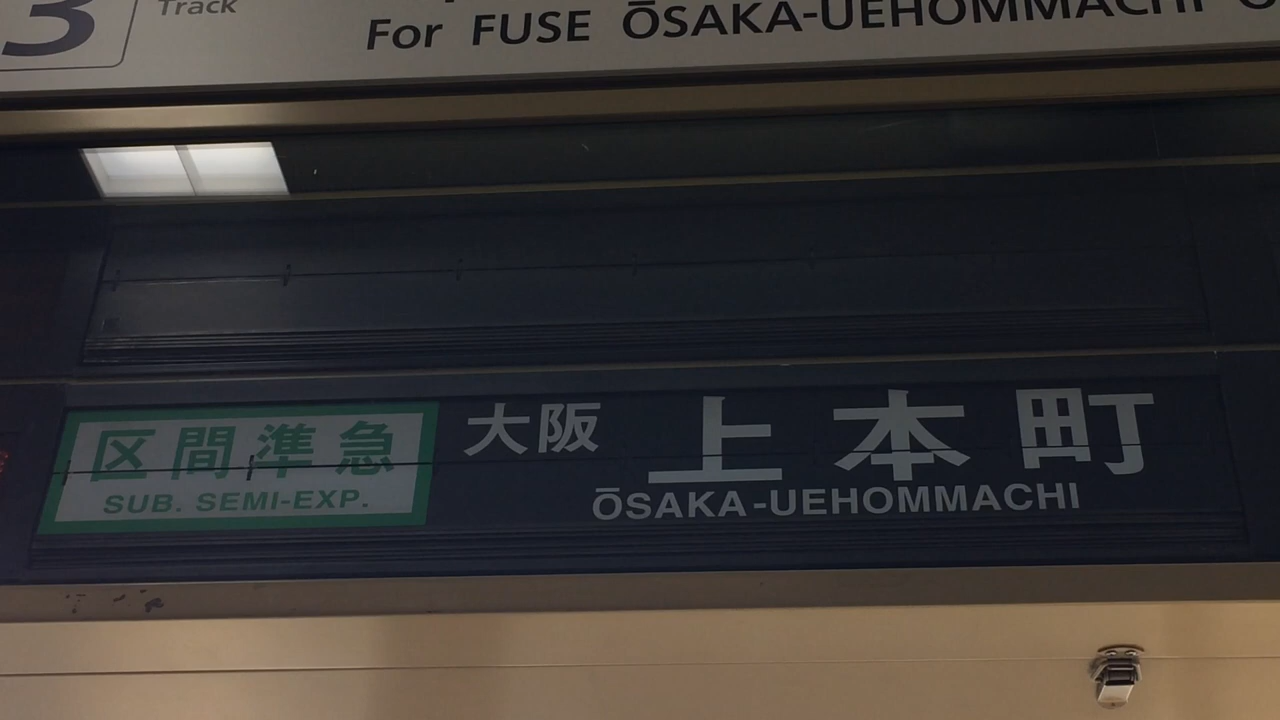 3 Track
For FUSE ŌSAKA-UEHOMMACHI
区間準急 大阪 上本町
SUB. SEMI-EXP. ŌSAKA-UEHOMMACHI